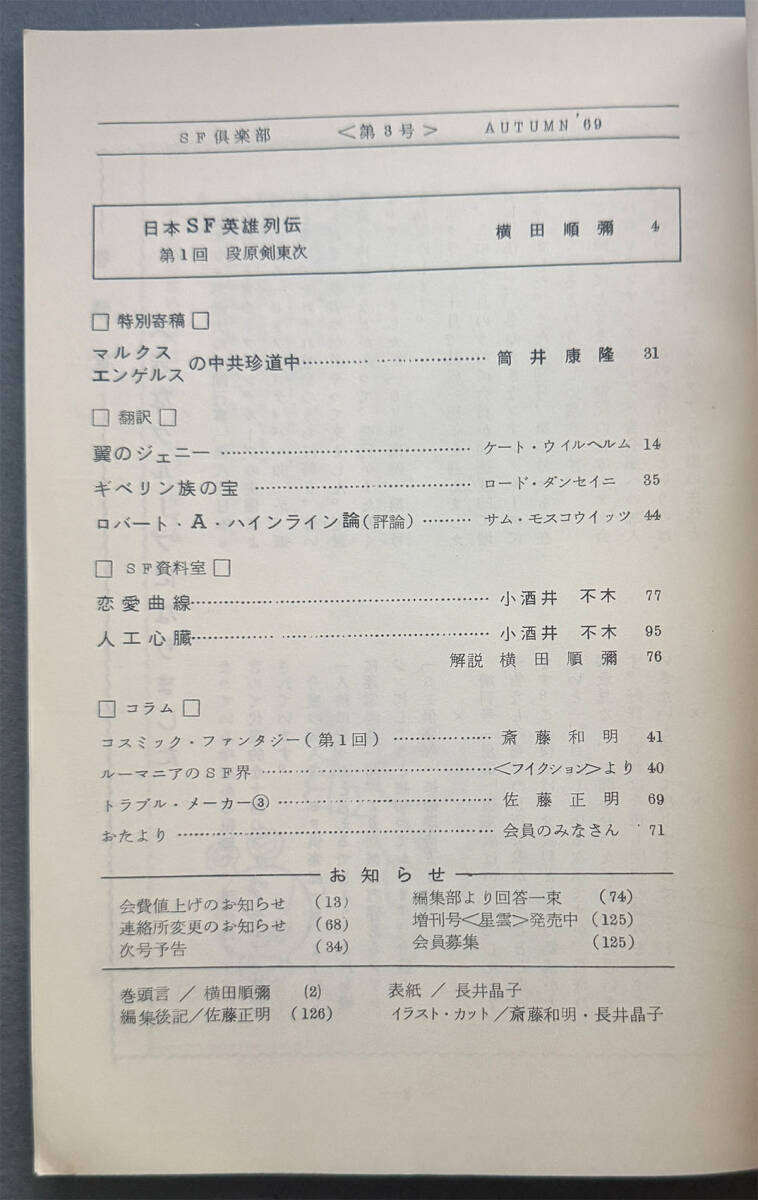 SF倶楽部 <第3号> AUTUMN '69
日本SF英雄列伝 横田順彌 4
第1回 段原剣東次
□ 特別寄稿 □
マルクス
エンゲルス の中共珍道中 …… 筒井康隆 31
□ 翻訳 □
翼のジェニー …… ケート・ウイルヘルム 14
ギベリン族の宝 …… ロード・ダンセイニ 35
ロバート・A・ハインライン論(評論) …… サム・モスコウイッツ 44
□ SF資料室 □
恋愛曲線 …… 小酒井 不木 77
人工心臓 …… 小酒井 不木 95
解説 横田順彌 76
□ コラム □
コスミック・ファンタジー(第1回) …… 斎藤和明 41
ルーマニアのSF界 …… <フイクション>より 40
トラブル・メーカー③ …… 佐藤正明 69
おたより …… 会員のみなさん 71
お知らせ
会費値上げのお知らせ (13) 編集部より回答一束 (74)
連絡所変更のお知らせ (68) 増刊号<星雲>発売中 (125)
次号予告 (34) 会員募集 (125)
巻頭言/横田順彌 (2) 表紙/長井晶子
編集後記/佐藤正明 (126) イラスト・カット/斎藤和明・長井晶子